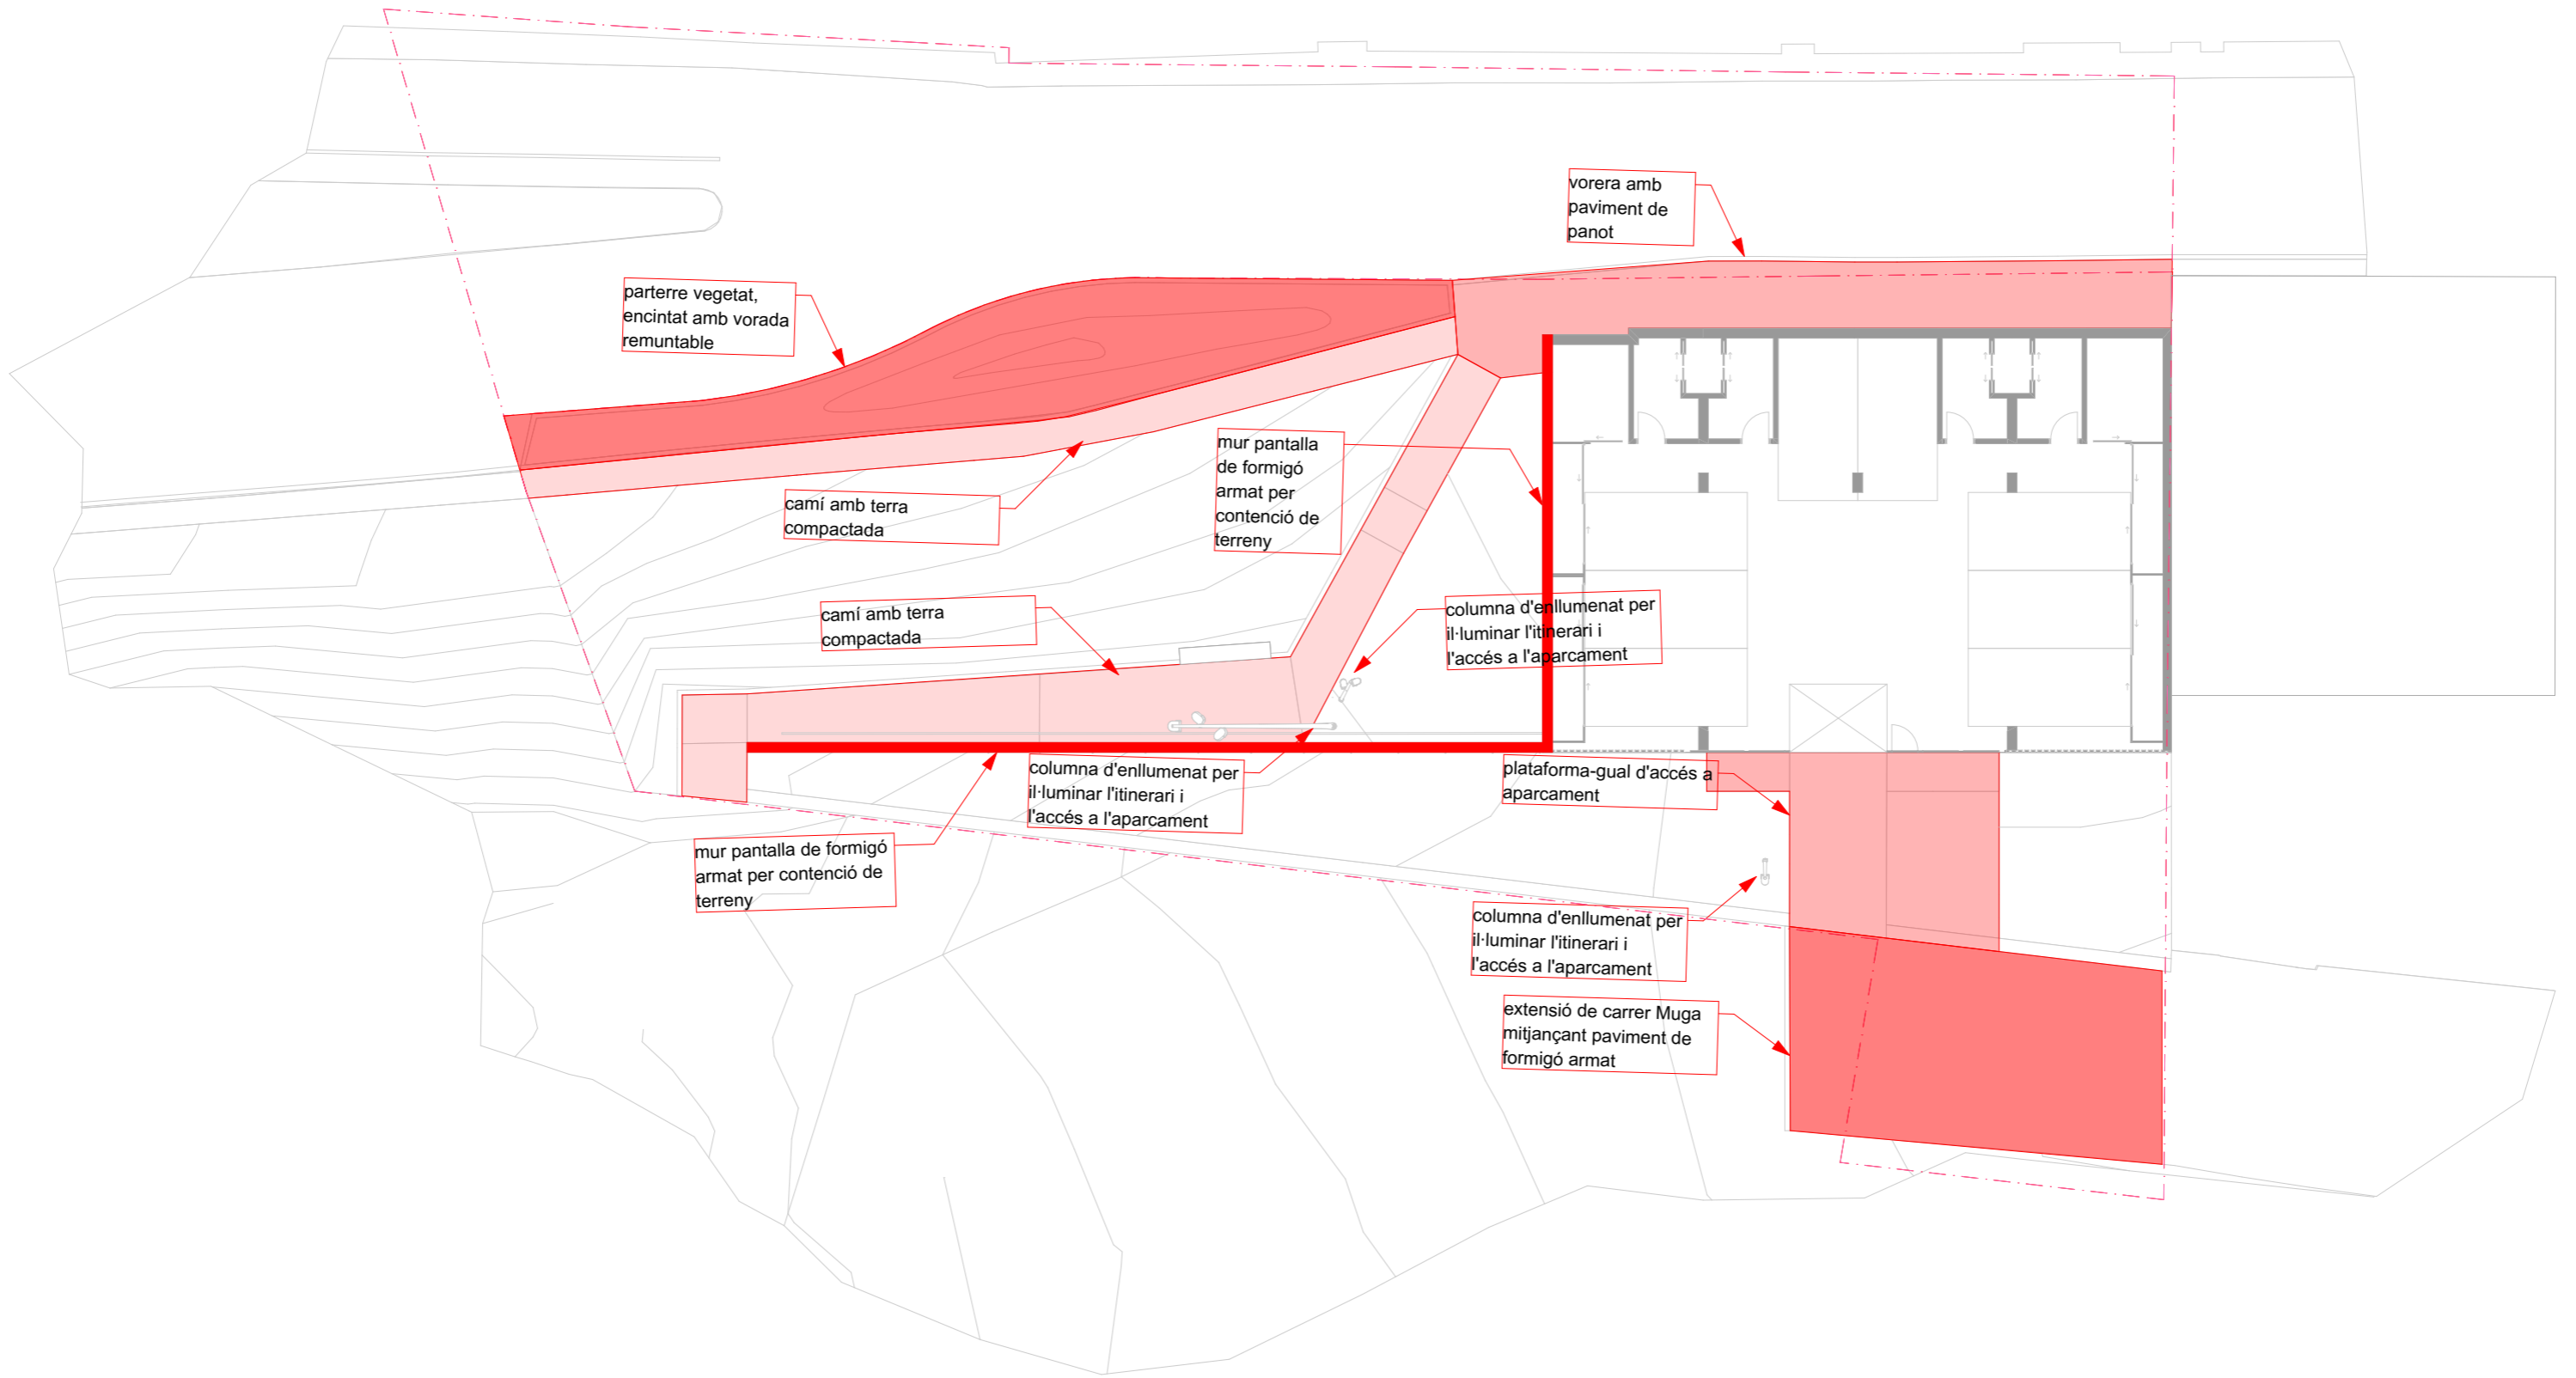 vorera amb
paviment de
panot
parterre vegetat,
encintat amb vorada
remuntable
mur pantalla
de formigó
armat per
contenció de
terreny
camí amb terra
compactada
camí amb terra
compactada
columna d'enllumenat per
il·luminar l'itinerari i
l'accés a l'aparcament
columna d'enllumenat per
il·luminar l'itinerari i
l'accés a l'aparcament
plataforma-gual d'accés a
aparcament
mur pantalla de formigó
armat per contenció de
terreny
columna d'enllumenat per
il·luminar l'itinerari i
l'accés a l'aparcament
extensió de carrer Muga
mitjançant paviment de
formigó armat